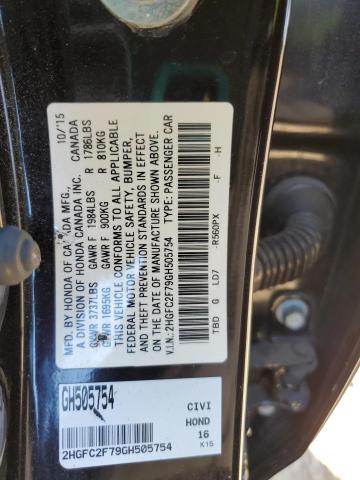 MFD. BY HONDA OF CANADA MFG., 10/15
A DIVISION OF HONDA CANADA INC. CANADA
GVWR 3737LBS GAWR F 1984LBS R 1786LBS
GVWR 1695KG GAWR F 900KG R 810KG
THIS VEHICLE CONFORMS TO ALL APPLICABLE
FEDERAL MOTOR VEHICLE SAFETY, BUMPER,
AND THEFT PREVENTION STANDARDS IN EFFECT
ON THE DATE OF MANUFACTURE SHOWN ABOVE.
V.I.N.: 2HGFC2F79GH505754 TYPE: PASSENGER CAR
TBD G LD7 -R560PX -F -H
GH505754
2HGFC2F79GH505754
CIVI
HOND
16
K15